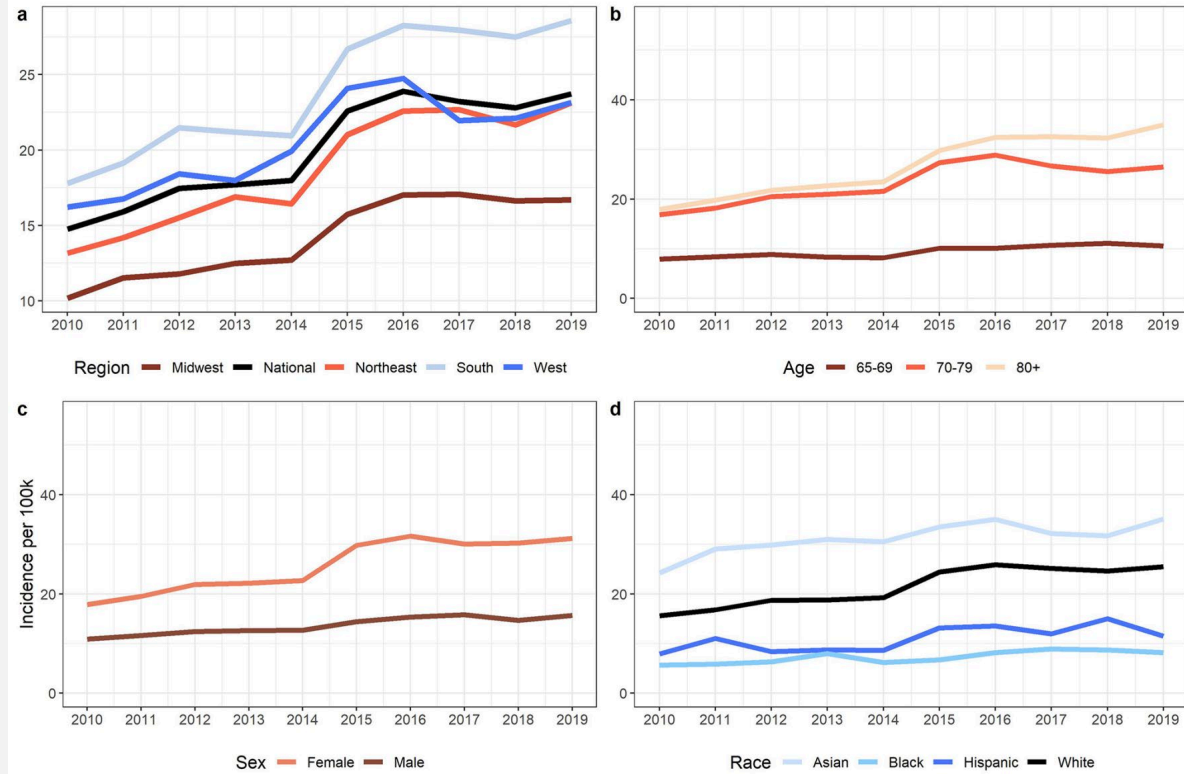 a
25
20
15
10
2010 2011 2012 2013 2014 2015 2016 2017 2018 2019
Region Midwest National Northeast South West
b
40
20
0
2010 2011 2012 2013 2014 2015 2016 2017 2018 2019
Age 65-69 70-79 80+
c
Incidence per 100k
40
20
0
2010 2011 2012 2013 2014 2015 2016 2017 2018 2019
Sex Female Male
d
40
20
0
2010 2011 2012 2013 2014 2015 2016 2017 2018 2019
Race Asian Black Hispanic White